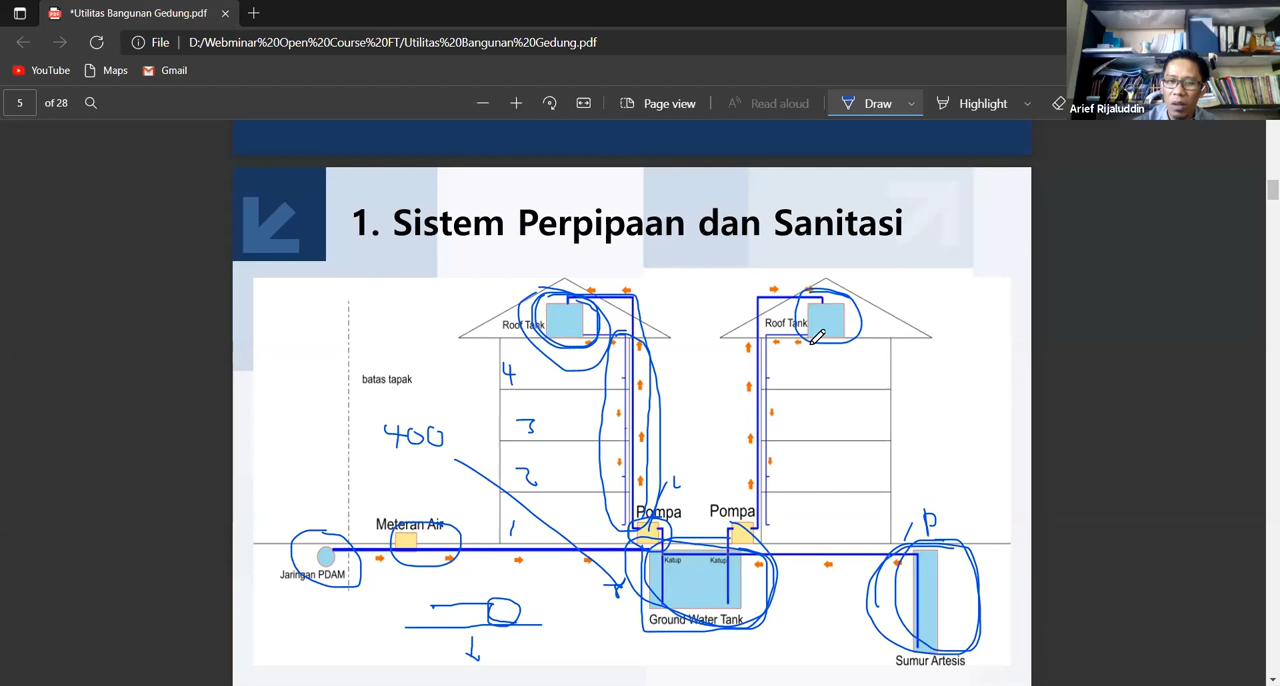 *Utilitas Bangunan Gedung.pdf
File
D:/Webminar%20Open%20Course%20FT/Utilitas%20Bangunan%20Gedung.pdf
YouTube
Maps
Gmail
5 of 28
Page view
Read aloud
Draw
Highlight
Arief Rijaluddin
1. Sistem Perpipaan dan Sanitasi
Roof Tank
Roof Tank
batas tapak
4
3
2
1
400
Meteran Air
Pompa
Pompa
P
Jaringan PDAM
Katup
Katup
Ground Water Tank
Sumur Artesis